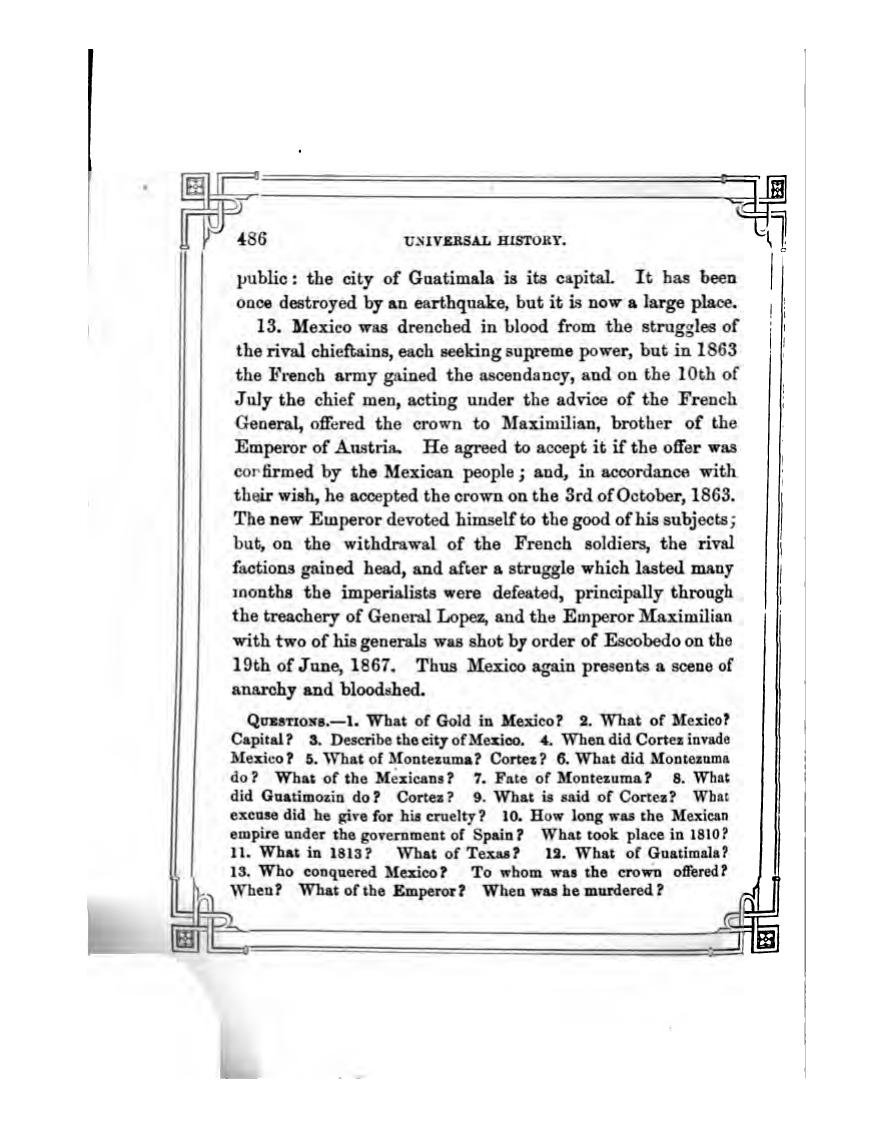 486 UNIVERSAL HISTORY.
public: the city of Guatimala is its capital. It has been
once destroyed by an earthquake, but it is now a large place.
13. Mexico was drenched in blood from the struggles of
the rival chieftains, each seeking supreme power, but in 1863
the French army gained the ascendancy, and on the 10th of
July the chief men, acting under the advice of the French
General, offered the crown to Maximilian, brother of the
Emperor of Austria. He agreed to accept it if the offer was
confirmed by the Mexican people; and, in accordance with
their wish, he accepted the crown on the 3rd of October, 1863.
The new Emperor devoted himself to the good of his subjects;
but, on the withdrawal of the French soldiers, the rival
factions gained head, and after a struggle which lasted many
months the imperialists were defeated, principally through
the treachery of General Lopez, and the Emperor Maximilian
with two of his generals was shot by order of Escobedo on the
19th of June, 1867. Thus Mexico again presents a scene of
anarchy and bloodshed.
QUESTIONS.—1. What of Gold in Mexico? 2. What of Mexico?
Capital? 3. Describe the city of Mexico. 4. When did Cortez invade
Mexico? 5. What of Montezuma? Cortez? 6. What did Montezuma
do? What of the Mexicans? 7. Fate of Montezuma? 8. What
did Guatimozin do? Cortez? 9. What is said of Cortez? What
excuse did he give for his cruelty? 10. How long was the Mexican
empire under the government of Spain? What took place in 1810?
11. What in 1813? What of Texas? 12. What of Guatimala?
13. Who conquered Mexico? To whom was the crown offered?
When? What of the Emperor? When was he murdered?